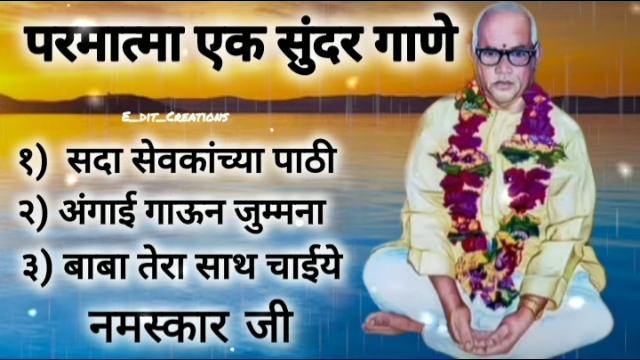 परमात्मा एक सुंदर गाणे
E_DIT_CREATIONS
१) सदा सेवकांच्या पाठी
२) अंगाई गाऊन जुम्मना
३) बाबा तेरा साथ चाईये
नमस्कार जी